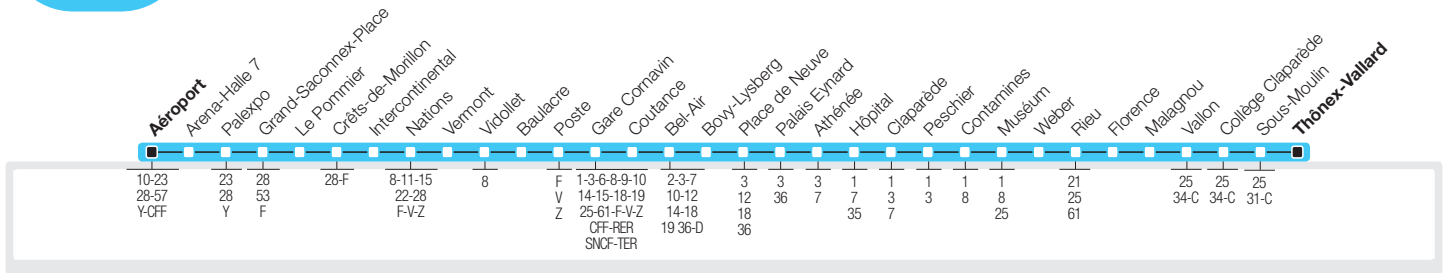 Aéroport
Arena-Halle 7
Palexpo
Grand-Saconnex-Place
Le Pommier
Crêts-de-Morillon
Intercontinental
Nations
Vermont
Vidollet
Baulacre
Poste
Gare Cornavin
Coutance
Bel-Air
Bovy-Lysberg
Place de Neuve
Palais Eynard
Athénée
Hôpital
Claparède
Peschier
Contamines
Muséum
Weber
Rieu
Florence
Malagnou
Vallon
Collège Claparède
Sous-Moulin
Thônex-Vallard
10-23
28-57
Y-CFF
23
28
Y
28
53
F
28-F
8-11-15
22-28
F-V-Z
8
F
V
Z
1-3-6-8-9-10
14-15-18-19
25-61-F-V-Z
CFF-RER
SNCF-TER
2-3-7
10-12
14-18
19 36-D
3
12
18
36
3
36
3
7
1
7
35
1
3
7
1
3
1
8
1
8
25
21
25
61
25
34-C
25
34-C
25
31-C